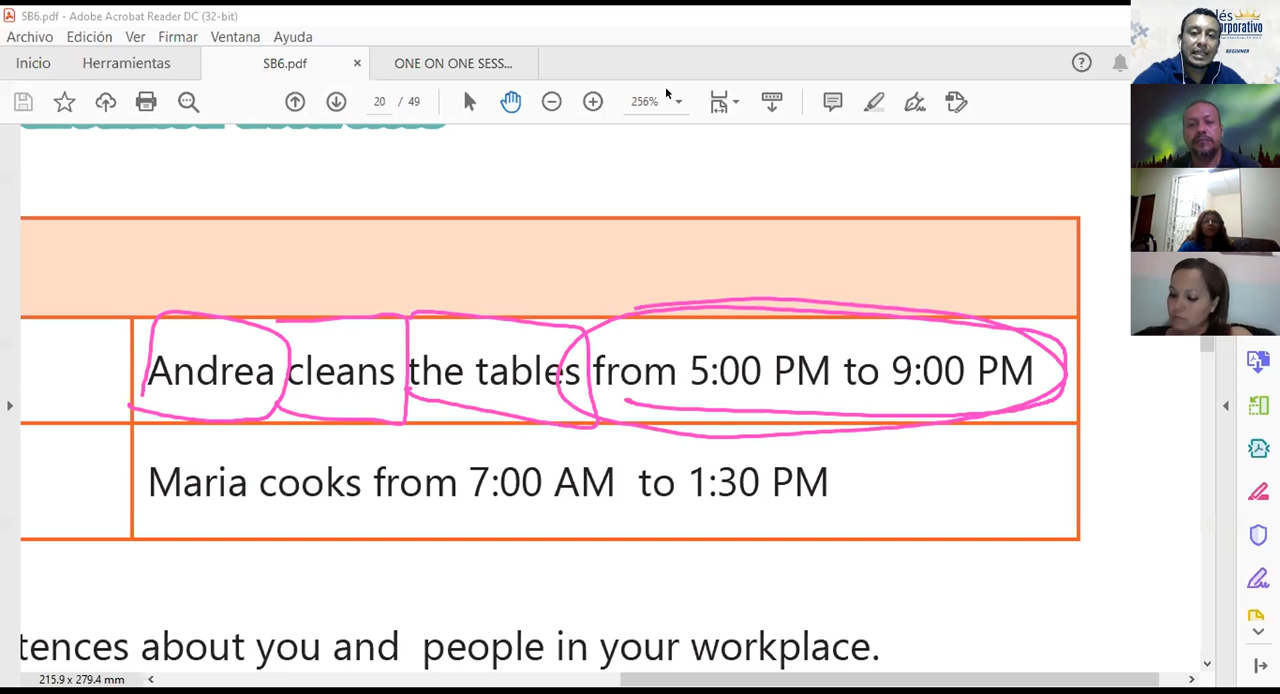 SB6.pdf - Adobe Acrobat Reader DC (32-bit)
Archivo Edición Ver Firmar Ventana Ayuda
Inicio Herramientas SB6.pdf × ONE ON ONE SESS...
20 / 49 256%
Andrea cleans the tables from 5:00 PM to 9:00 PM
Maria cooks from 7:00 AM to 1:30 PM
tences about you and people in your workplace.
215.9 x 279.4 mm
BEGINNER